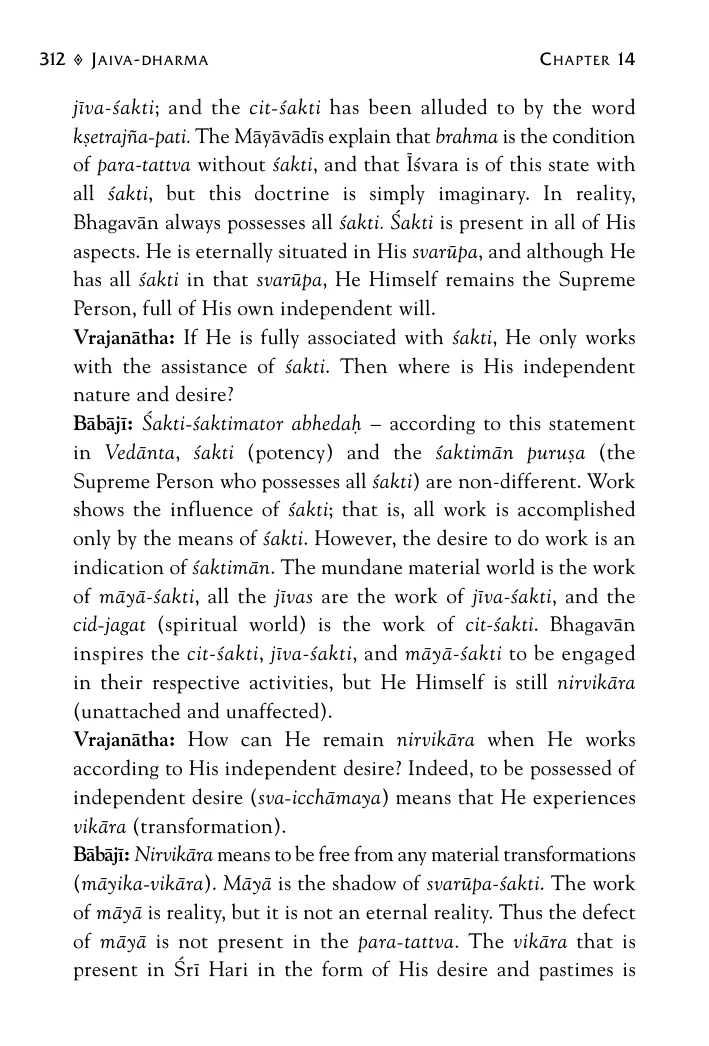 312 ◊ Jaiva-dharma Chapter 14
jīva-śakti; and the cit-śakti has been alluded to by the word
kṣetrajña-pati. The Māyāvādīs explain that brahma is the condition
of para-tattva without śakti, and that Īśvara is of this state with
all śakti, but this doctrine is simply imaginary. In reality,
Bhagavān always possesses all śakti. Śakti is present in all of His
aspects. He is eternally situated in His svarūpa, and although He
has all śakti in that svarūpa, He Himself remains the Supreme
Person, full of His own independent will.
Vrajanātha: If He is fully associated with śakti, He only works
with the assistance of śakti. Then where is His independent
nature and desire?
Bābājī: Śakti-śaktimator abhedaḥ – according to this statement
in Vedānta, śakti (potency) and the śaktimān puruṣa (the
Supreme Person who possesses all śakti) are non-different. Work
shows the influence of śakti; that is, all work is accomplished
only by the means of śakti. However, the desire to do work is an
indication of śaktimān. The mundane material world is the work
of māyā-śakti, all the jīvas are the work of jīva-śakti, and the
cid-jagat (spiritual world) is the work of cit-śakti. Bhagavān
inspires the cit-śakti, jīva-śakti, and māyā-śakti to be engaged
in their respective activities, but He Himself is still nirvikāra
(unattached and unaffected).
Vrajanātha: How can He remain nirvikāra when He works
according to His independent desire? Indeed, to be possessed of
independent desire (sva-icchāmaya) means that He experiences
vikāra (transformation).
Bābājī: Nirvikāra means to be free from any material transformations
(māyika-vikāra). Māyā is the shadow of svarūpa-śakti. The work
of māyā is reality, but it is not an eternal reality. Thus the defect
of māyā is not present in the para-tattva. The vikāra that is
present in Śrī Hari in the form of His desire and pastimes is